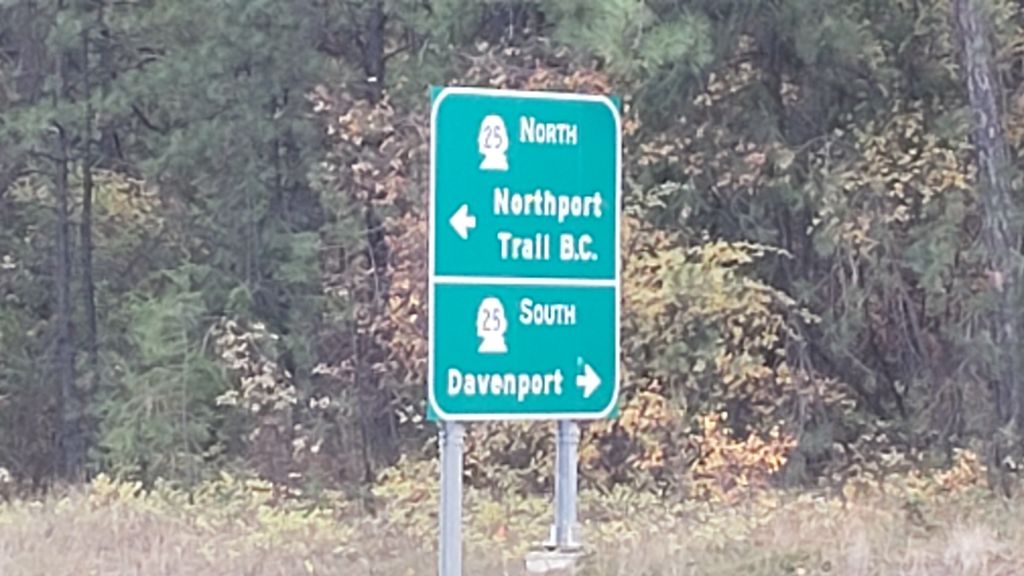 25 NORTH
Northport
Trail B.C.
25 SOUTH
Davenport